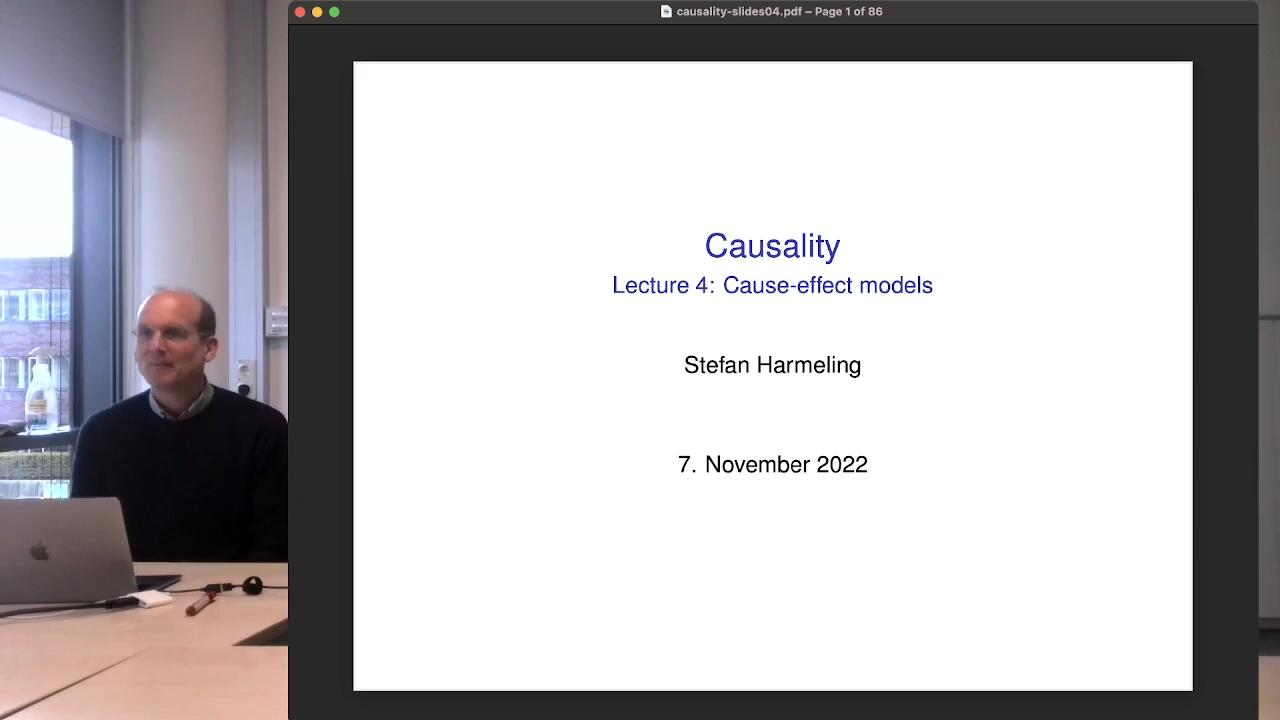 causality-slides04.pdf – Page 1 of 86
Causality
Lecture 4: Cause-effect models
Stefan Harmeling
7. November 2022